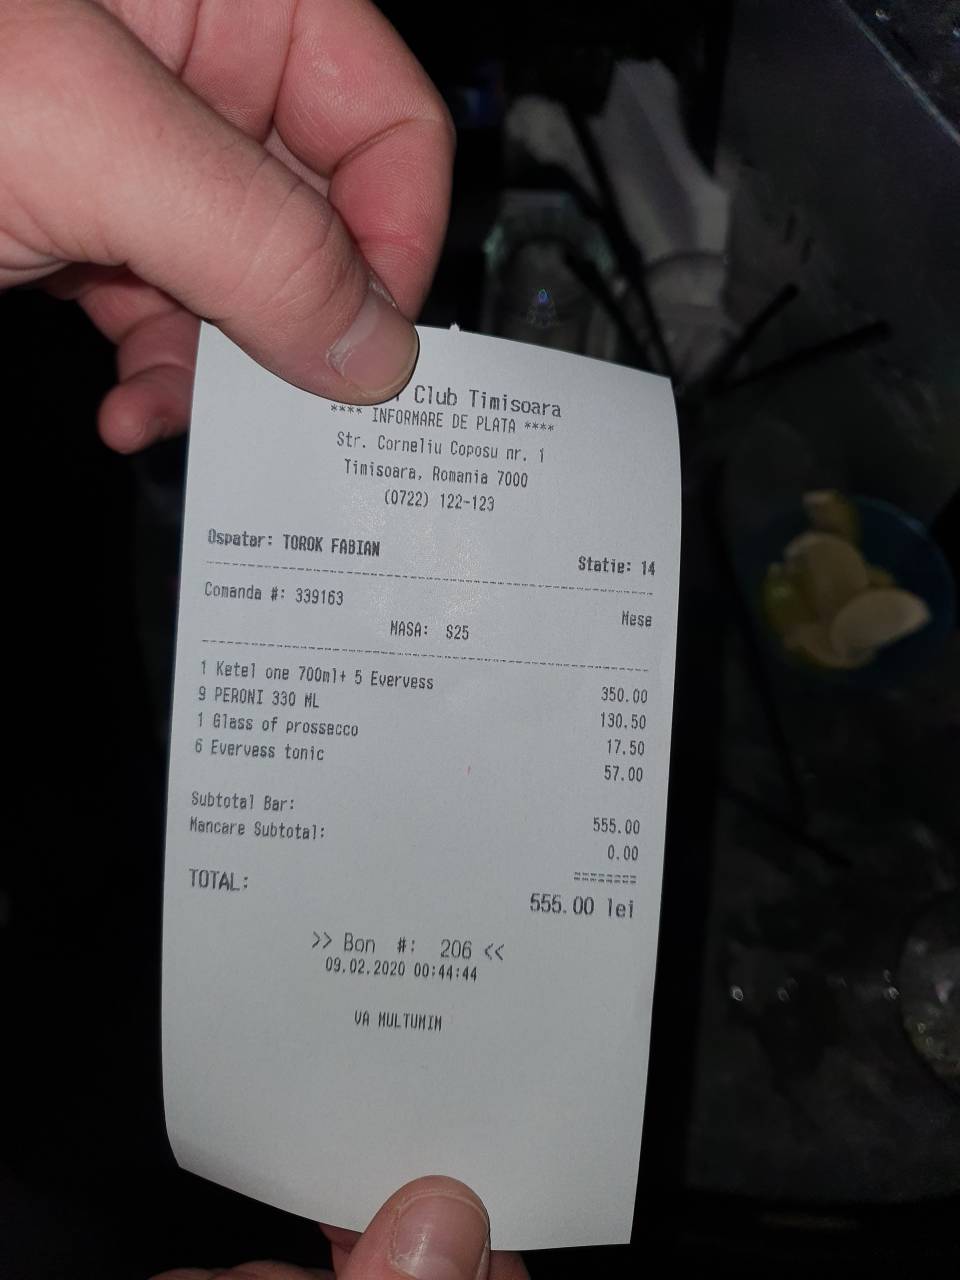 Club Timisoara
**** INFORMARE DE PLATA ****
Str. Corneliu Coposu nr. 1
Timisoara, Romania 7000
(0722) 122-123
Ospatar: TOROK FABIAN Statie: 14
Comanda #: 339163 Mese
MASA: S25
1 Ketel one 700ml+ 5 Evervess 350.00
9 PERONI 330 ML 130.50
1 Glass of prossecco 17.50
6 Evervess tonic 57.00
Subtotal Bar: 555.00
Mancare Subtotal: 0.00
========
TOTAL: 555.00 lei
>> Bon #: 206 <<
09.02.2020 00:44:44
VA MULTUMIM